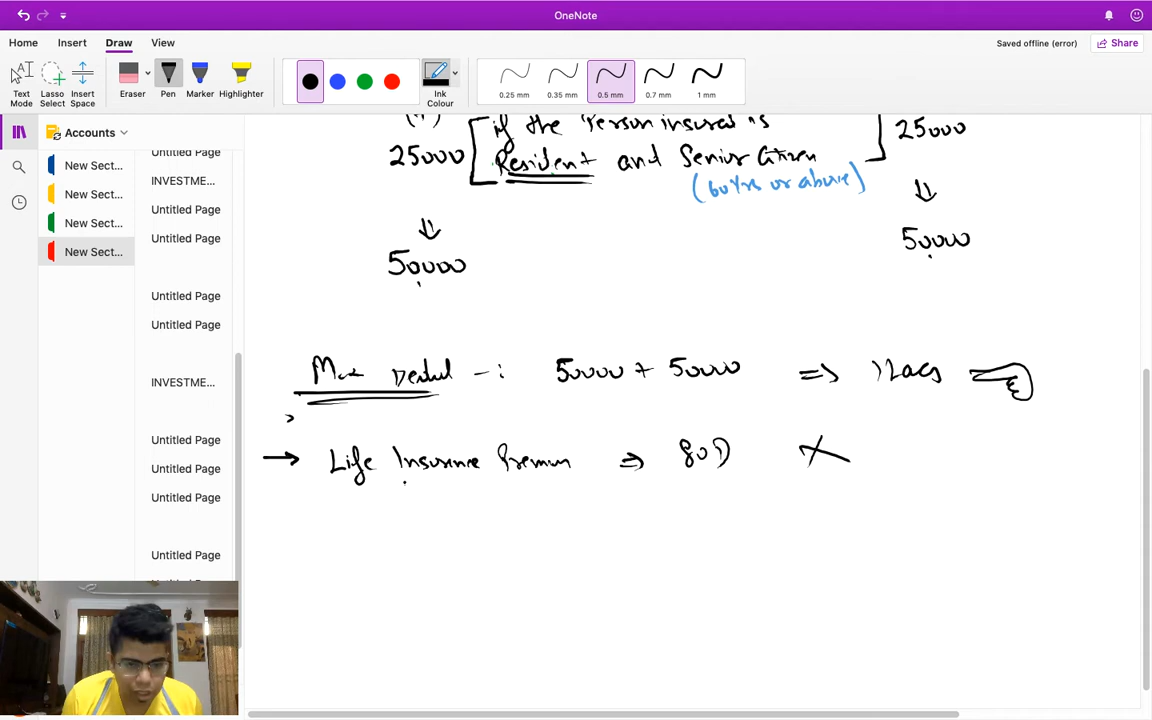 OneNote
Home Insert Draw View
Saved offline (error) Share
Text Mode
Lasso Select
Insert Space
Eraser
Pen
Marker
Highlighter
Ink Colour
0.25 mm 0.35 mm 0.5 mm 0.7 mm 1 mm
Accounts
New Sect...
New Sect...
New Sect...
New Sect...
Untitled Page
INVESTME...
Untitled Page
Untitled Page
Untitled Page
Untitled Page
INVESTME...
Untitled Page
Untitled Page
Untitled Page
Untitled Page
if the Person insured is 25000
25000 Resident and Senior Citizen
(60 yrs or above)
50000
50000
Max -: 50000 + 50000 => 1 Lacs
→ Life Insurance => 80D X